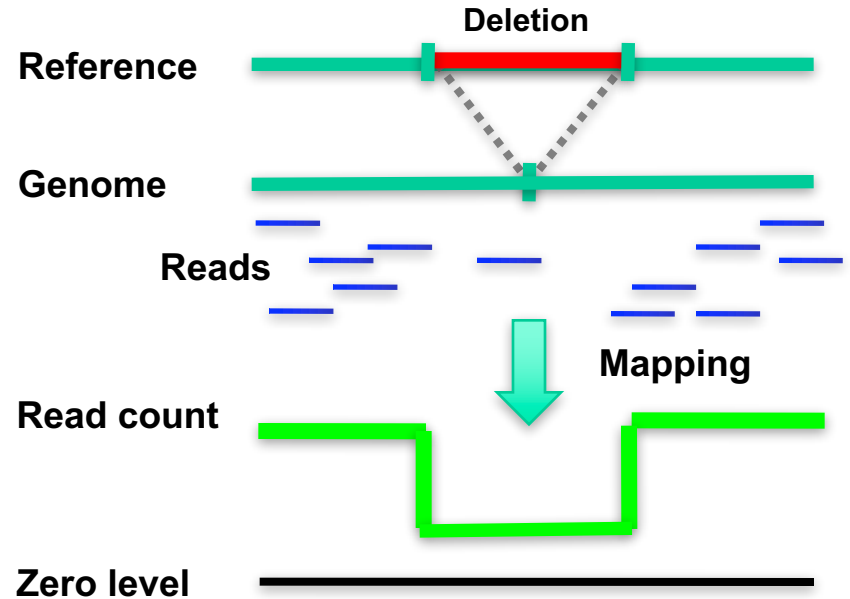 Deletion
Reference
Genome
Reads
Mapping
Read count
Zero level